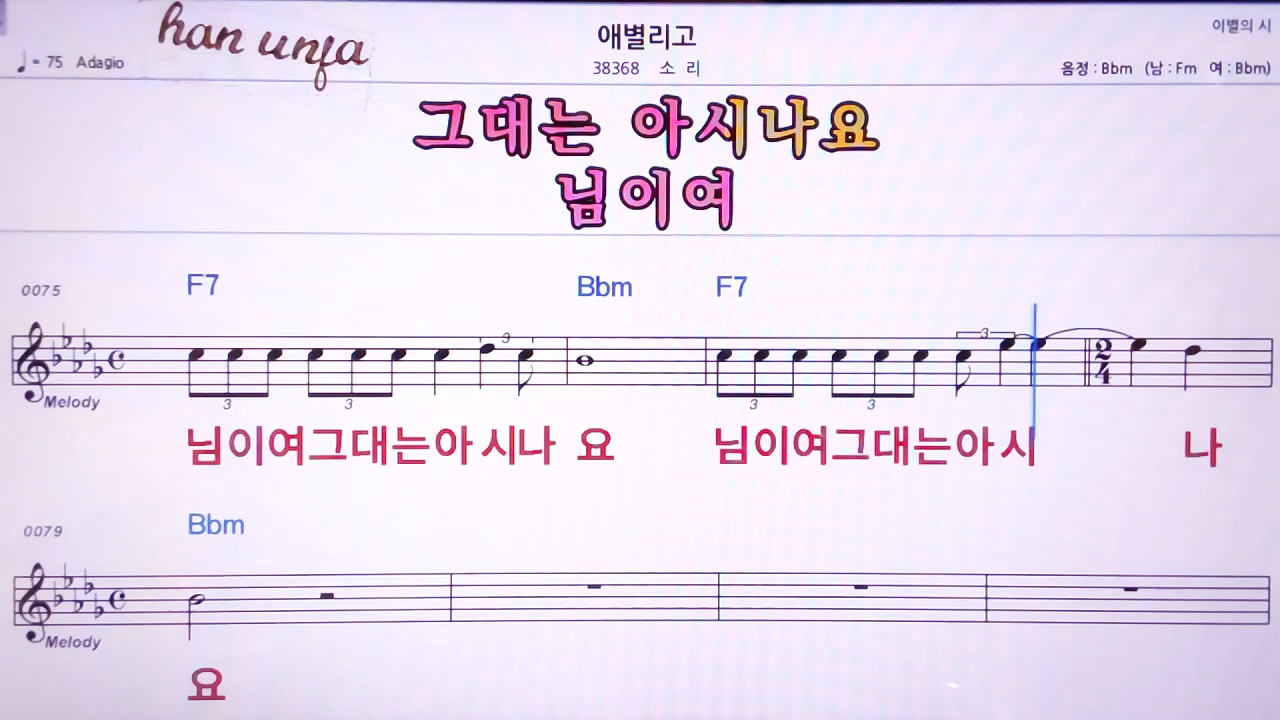 han unja
애별리고
이별의 시
♩= 75 Adagio
38368 소 리
음정 : Bbm (남 : Fm 여 : Bbm)
그대는 아시나요
님이여
F7 Bbm F7
0075
3
2
4
Melody
3 3 3 3
님이여그대는아시나 요 님이여그대는아시 나
Bbm
0079
Melody
요